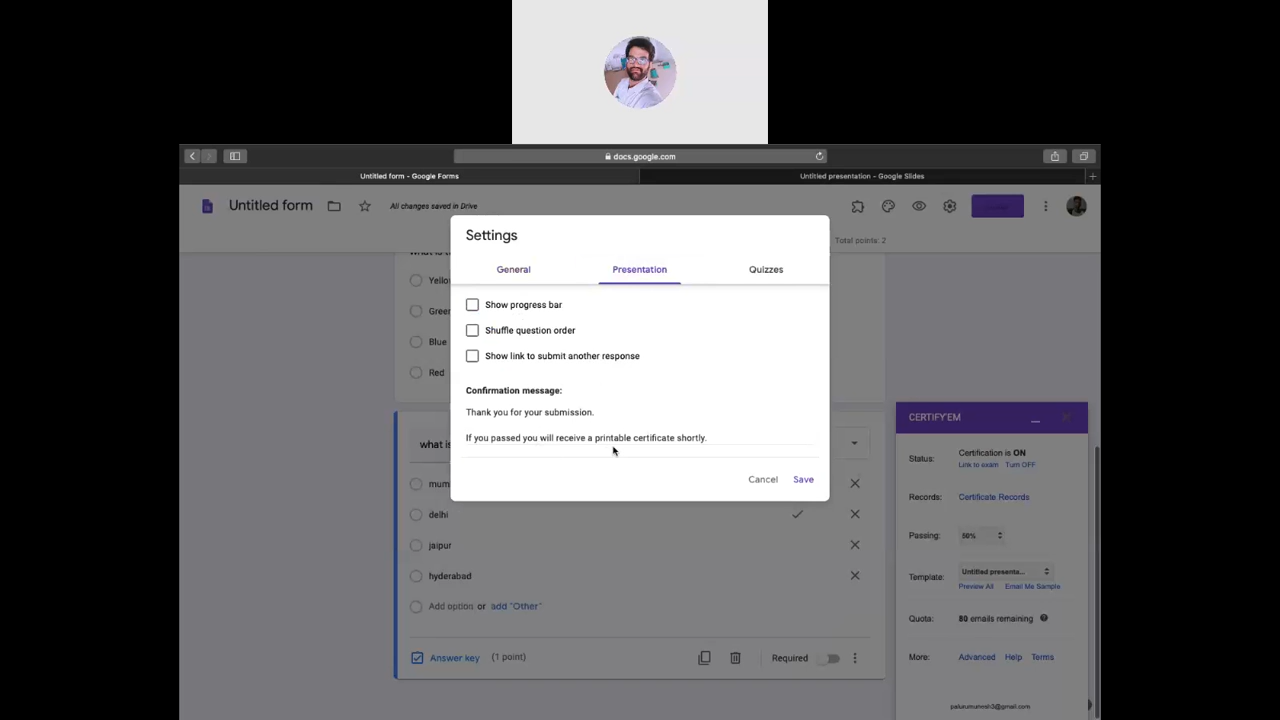 docs.google.com
Untitled form - Google Forms
Untitled presentation - Google Slides
Untitled form
All changes saved in Drive
Total points: 2
Settings
General
Presentation
Quizzes
Show progress bar
Shuffle question order
Show link to submit another response
Confirmation message:
Thank you for your submission.
If you passed you will receive a printable certificate shortly.
Cancel
Save
Green
Blue
Red
what is
delhi
jaipur
hyderabad
Add option or add "Other"
Answer key (1 point)
Required
CERTIFY'EM
Status: Certification is ON
Link to exam Turn OFF
Records: Certificate Records
Passing: 50%
Template: Untitled presenta...
Preview All Email Me Sample
Quota: 80 emails remaining
More: Advanced Help Terms